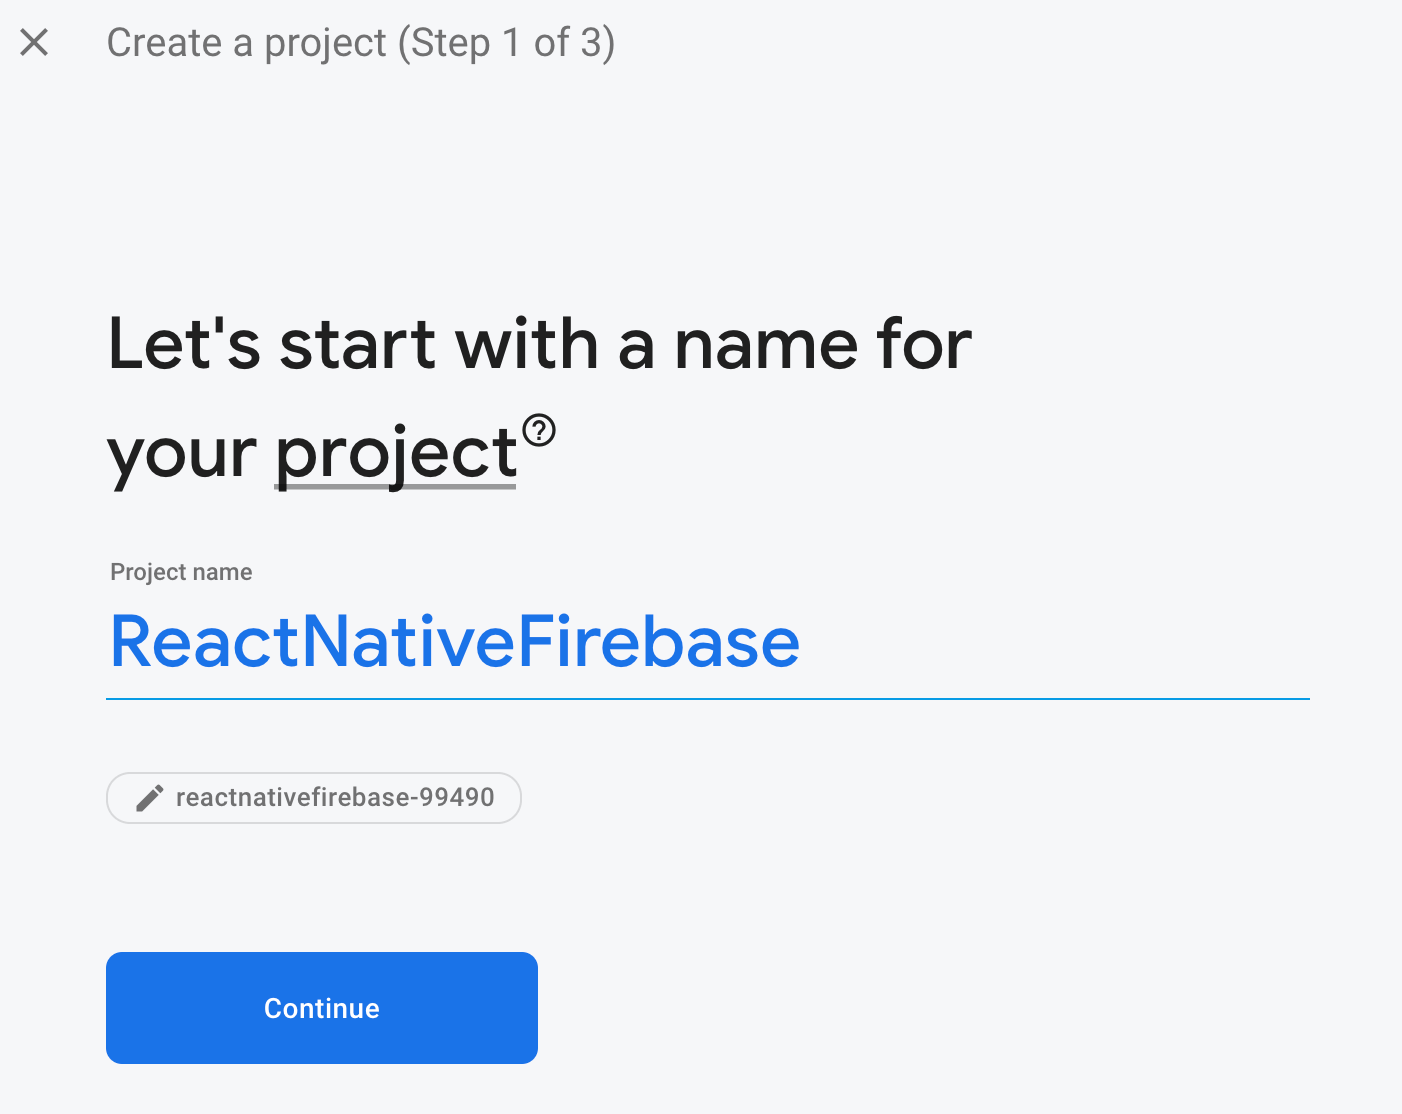 Create a project (Step 1 of 3)
Let's start with a name for
your project
Project name
ReactNativeFirebase
reactnativefirebase-99490
Continue